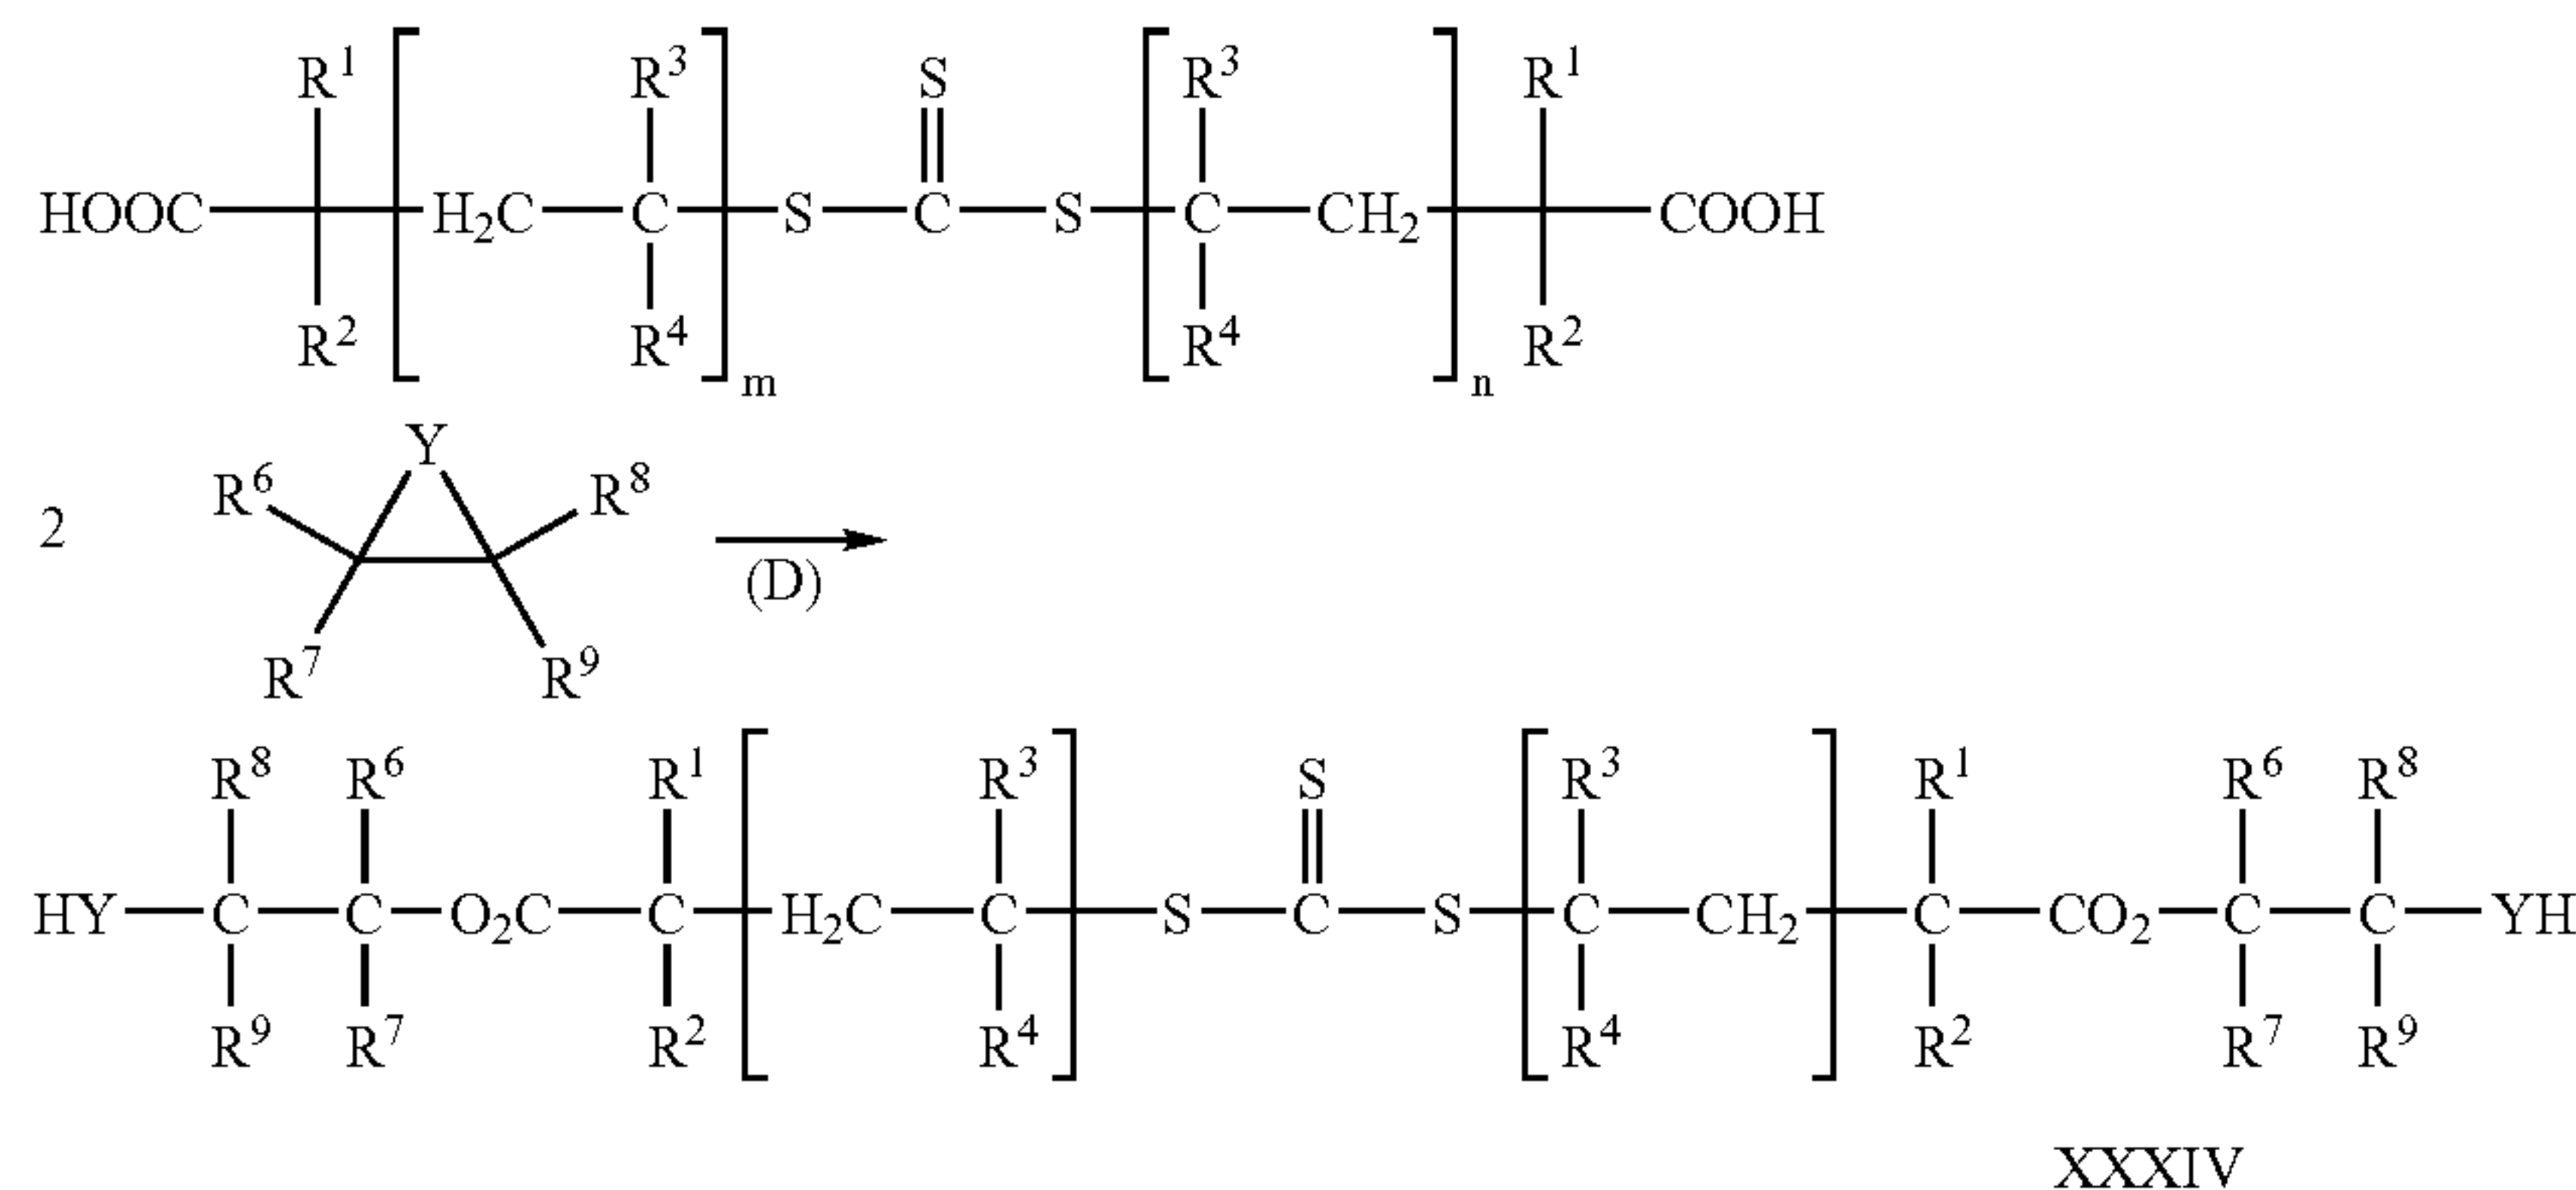 R¹ R³ S R³ R¹
HOOC H₂C C S C S C CH₂ COOH
R² R⁴ m R⁴ n R²
Y
R⁶ R⁸
2 (D)
R⁷ R⁹
R⁸ R⁶ R¹ R³ S R³ R¹ R⁶ R⁸
HY C C O₂C C H₂C C S C S C CH₂ C CO₂ C C YH
R⁹ R⁷ R² R⁴ R⁴ R² R⁷ R⁹
XXXIV